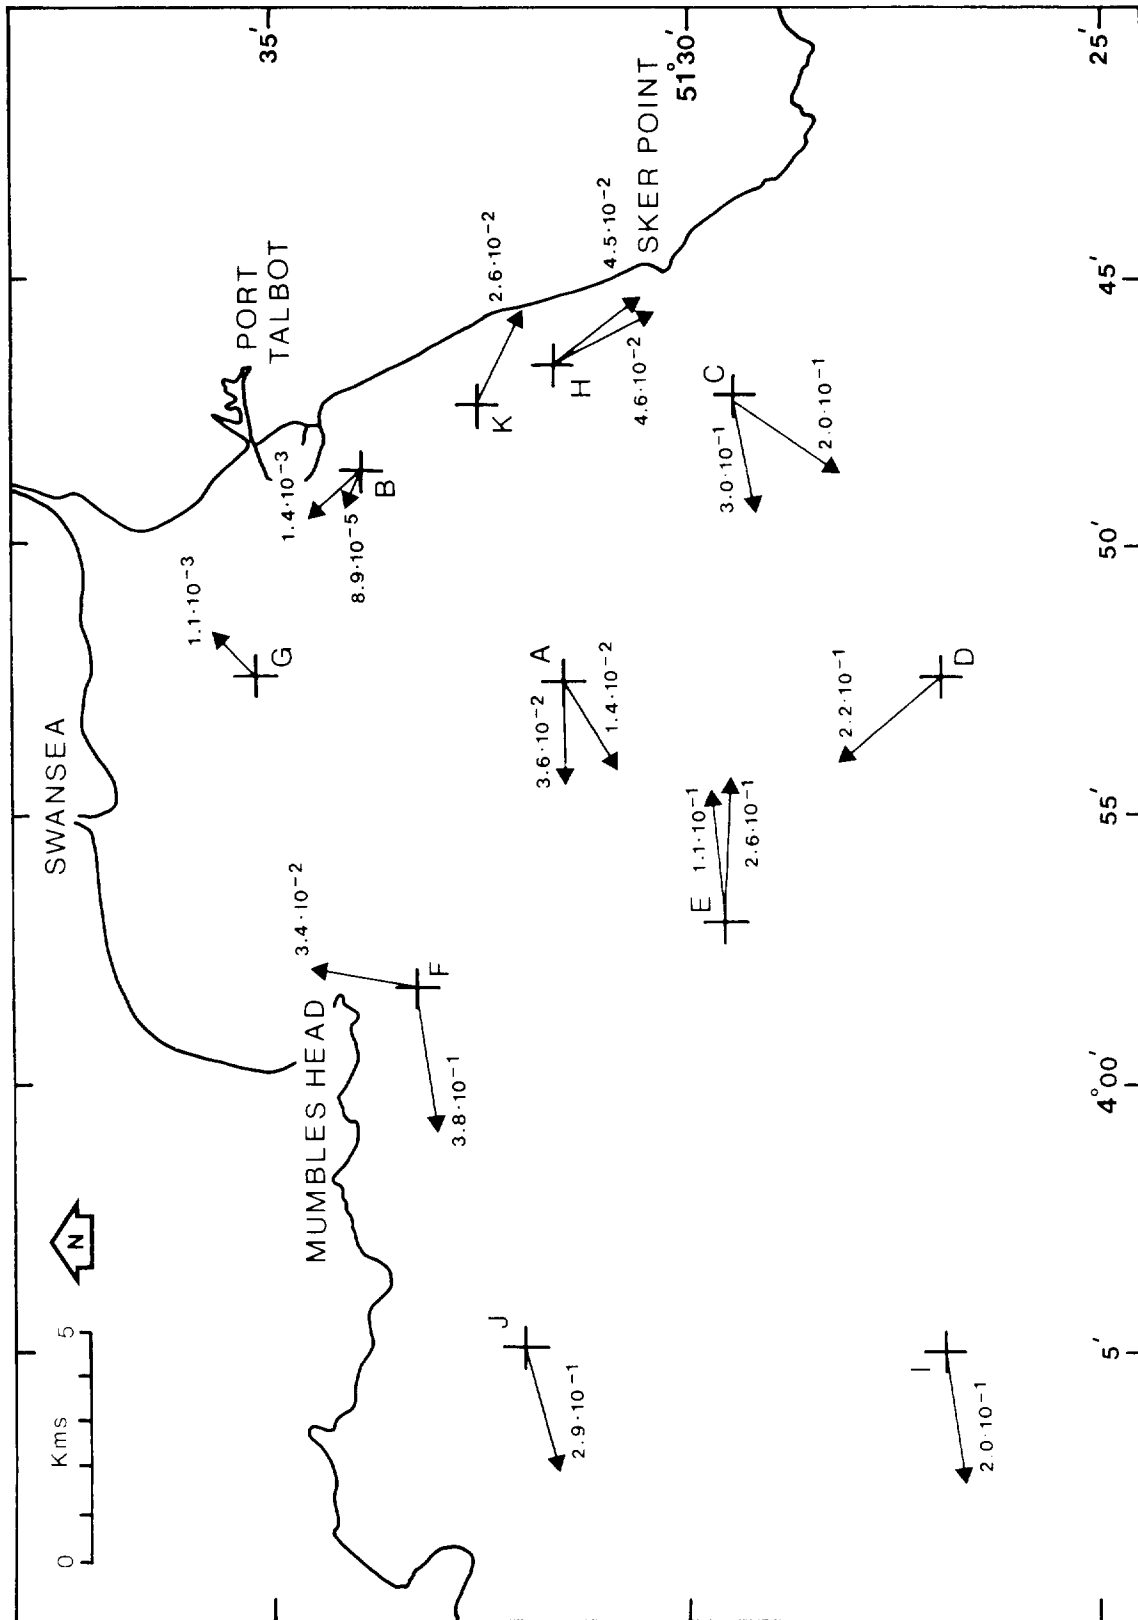 0 Kms 5
N
SWANSEA
PORT
TALBOT
MUMBLES HEAD
SKER POINT
35'
51°30'
25'
5'
4°00'
55'
50'
45'
G
1.1·10⁻³
1.4·10⁻³
8.9·10⁻⁵
B
3.4·10⁻²
F
3.8·10⁻¹
K
2.6·10⁻²
J
2.9·10⁻¹
A
3.6·10⁻²
1.4·10⁻²
H
4.5·10⁻²
4.6·10⁻²
E
1.1·10⁻¹
2.6·10⁻¹
C
3.0·10⁻¹
2.0·10⁻¹
D
2.2·10⁻¹
I
2.0·10⁻¹